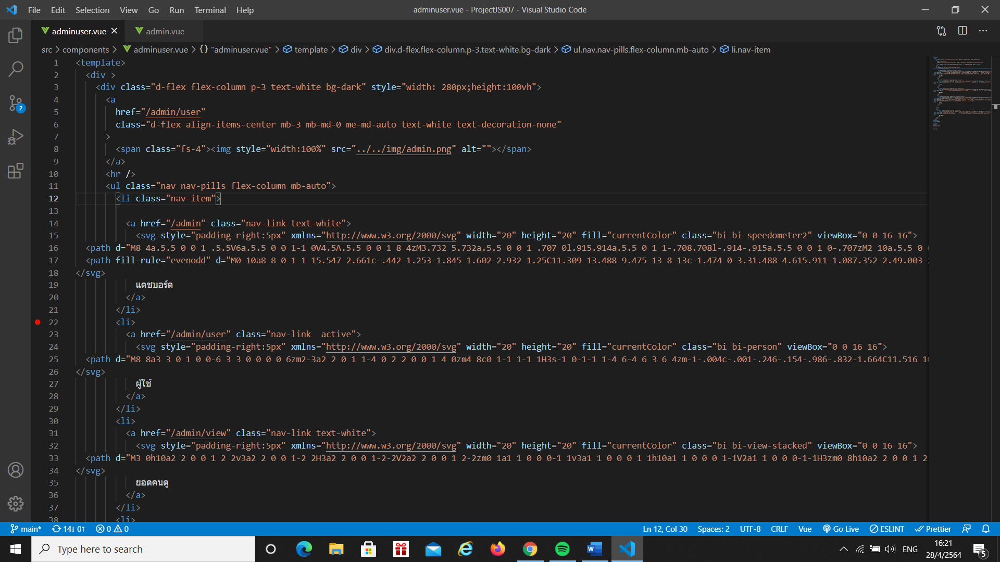 File Edit Selection View Go Run Terminal Help
adminuser.vue - ProjectJS007 - Visual Studio Code
adminuser.vue
admin.vue
src > components > adminuser.vue > {} "adminuser.vue" > template > div > div.d-flex.flex-column.p-3.text-white.bg-dark > ul.nav.nav-pills.flex-column.mb-auto > li.nav-item
1 <template>
2 <div >
3 <div class="d-flex flex-column p-3 text-white bg-dark" style="width: 280px;height:100vh">
4 <a
5 href="/admin/user"
6 class="d-flex align-items-center mb-3 mb-md-0 me-md-auto text-white text-decoration-none"
7 >
8 <span class="fs-4"><img style="width:100%" src="../../img/admin.png" alt=""></span>
9 </a>
10 <hr />
11 <ul class="nav nav-pills flex-column mb-auto">
12 <li class="nav-item">
13
14 <a href="/admin" class="nav-link text-white">
15 <svg style="padding-right:5px" xmlns="http://www.w3.org/2000/svg" width="20" height="20" fill="currentColor" class="bi bi-speedometer2" viewBox="0 0 16 16">
16 <path d="M8 4a.5.5 0 0 1 .5.5V6a.5.5 0 0 1-1 0V4.5A.5.5 0 0 1 8 4zM3.732 5.732a.5.5 0 0 1 .707 0l.915.914a.5.5 0 1 1-.708.708l-.914-.915a.5.5 0 0 1 0-.707zM2 10a.5.5 0
17 <path fill-rule="evenodd" d="M0 10a8 8 0 1 1 15.547 2.661c-.442 1.253-1.845 1.602-2.932 1.25C11.309 13.488 9.475 13 8 13c-1.474 0-3.31.488-4.615.911-1.087.352-2.49.003-
18 </svg>
19 แดชบอร์ด
20 </a>
21 </li>
22 <li>
23 <a href="/admin/user" class="nav-link  active">
24 <svg style="padding-right:5px" xmlns="http://www.w3.org/2000/svg" width="20" height="20" fill="currentColor" class="bi bi-person" viewBox="0 0 16 16">
25 <path d="M8 8a3 3 0 1 0 0-6 3 3 0 0 0 0 6zm2-3a2 2 0 1 1-4 0 2 2 0 0 1 4 0zm4 8c0 1-1 1-1 1H3s-1 0-1-1 1-4 6-4 6 3 6 4zm-1-.004c-.001-.246-.154-.986-.832-1.664C11.516
26 </svg>
27 ผู้ใช้
28 </a>
29 </li>
30 <li>
31 <a href="/admin/view" class="nav-link text-white">
32 <svg style="padding-right:5px" xmlns="http://www.w3.org/2000/svg" width="20" height="20" fill="currentColor" class="bi bi-view-stacked" viewBox="0 0 16 16">
33 <path d="M3 0h10a2 2 0 0 1 2 2v3a2 2 0 0 1-2 2H3a2 2 0 0 1-2-2V2a2 2 0 0 1 2-2zm0 1a1 1 0 0 0-1 1v3a1 1 0 0 0 1 1h10a1 1 0 0 0 1-1V2a1 1 0 0 0-1-1H3zm0 8h10a2 2 0 0 1 2
34 </svg>
35 ยอดคนดู
36 </a>
37 </li>
38 <li>
2
main* 14↓ 0↑ 0 0
Ln 12, Col 30 Spaces: 2 UTF-8 CRLF Vue Go Live ESLINT Prettier
Type here to search
ENG
16:21
28/4/2564
5